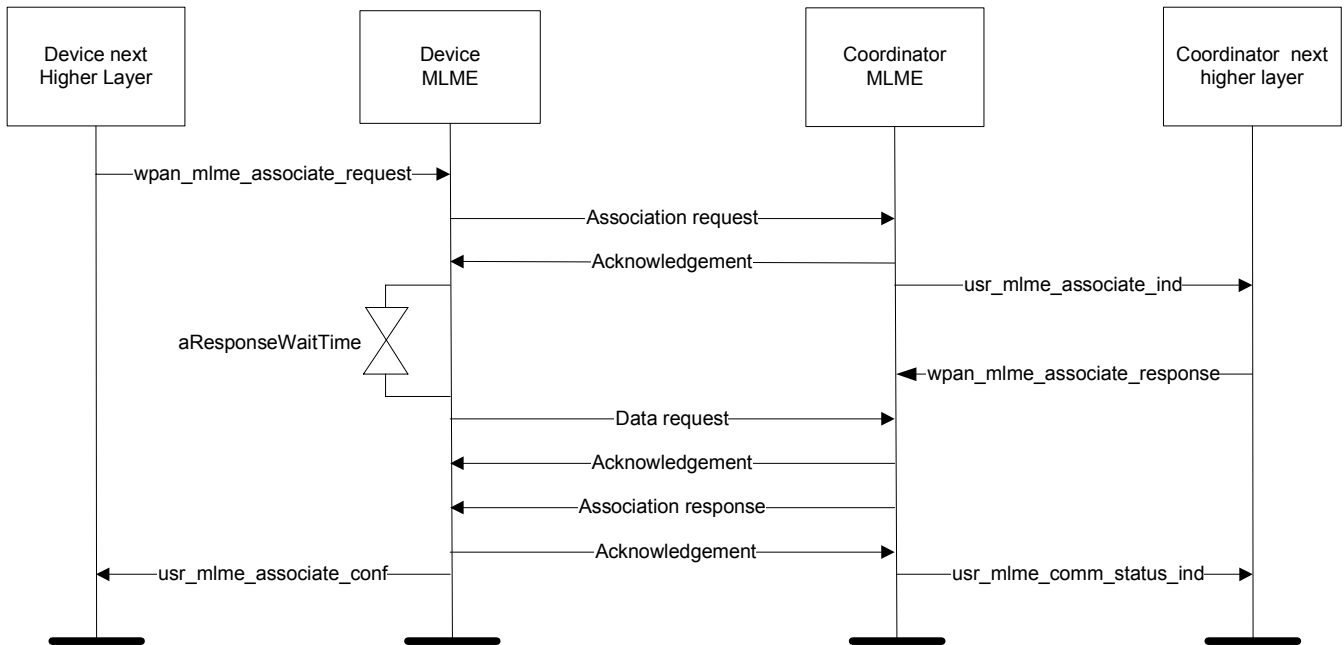 Device next
Higher Layer
Device
MLME
Coordinator
MLME
Coordinator next
higher layer
wpan_mlme_associate_request
Association request
Acknowledgement
usr_mlme_associate_ind
aResponseWaitTime
wpan_mlme_associate_response
Data request
Acknowledgement
Association response
Acknowledgement
usr_mlme_associate_conf
usr_mlme_comm_status_ind